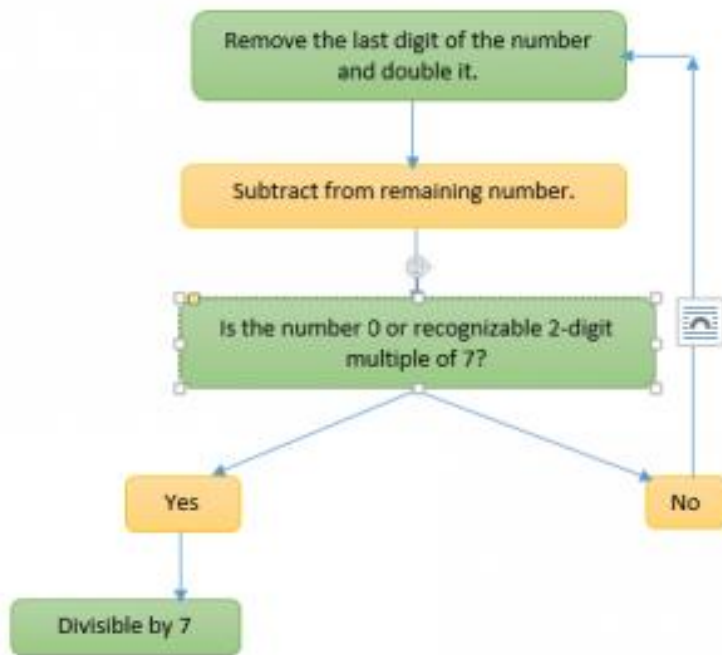 Remove the last digit of the number
and double it.
Subtract from remaining number.
Is the number 0 or recognizable 2-digit
multiple of 7?
Yes
No
Divisible by 7